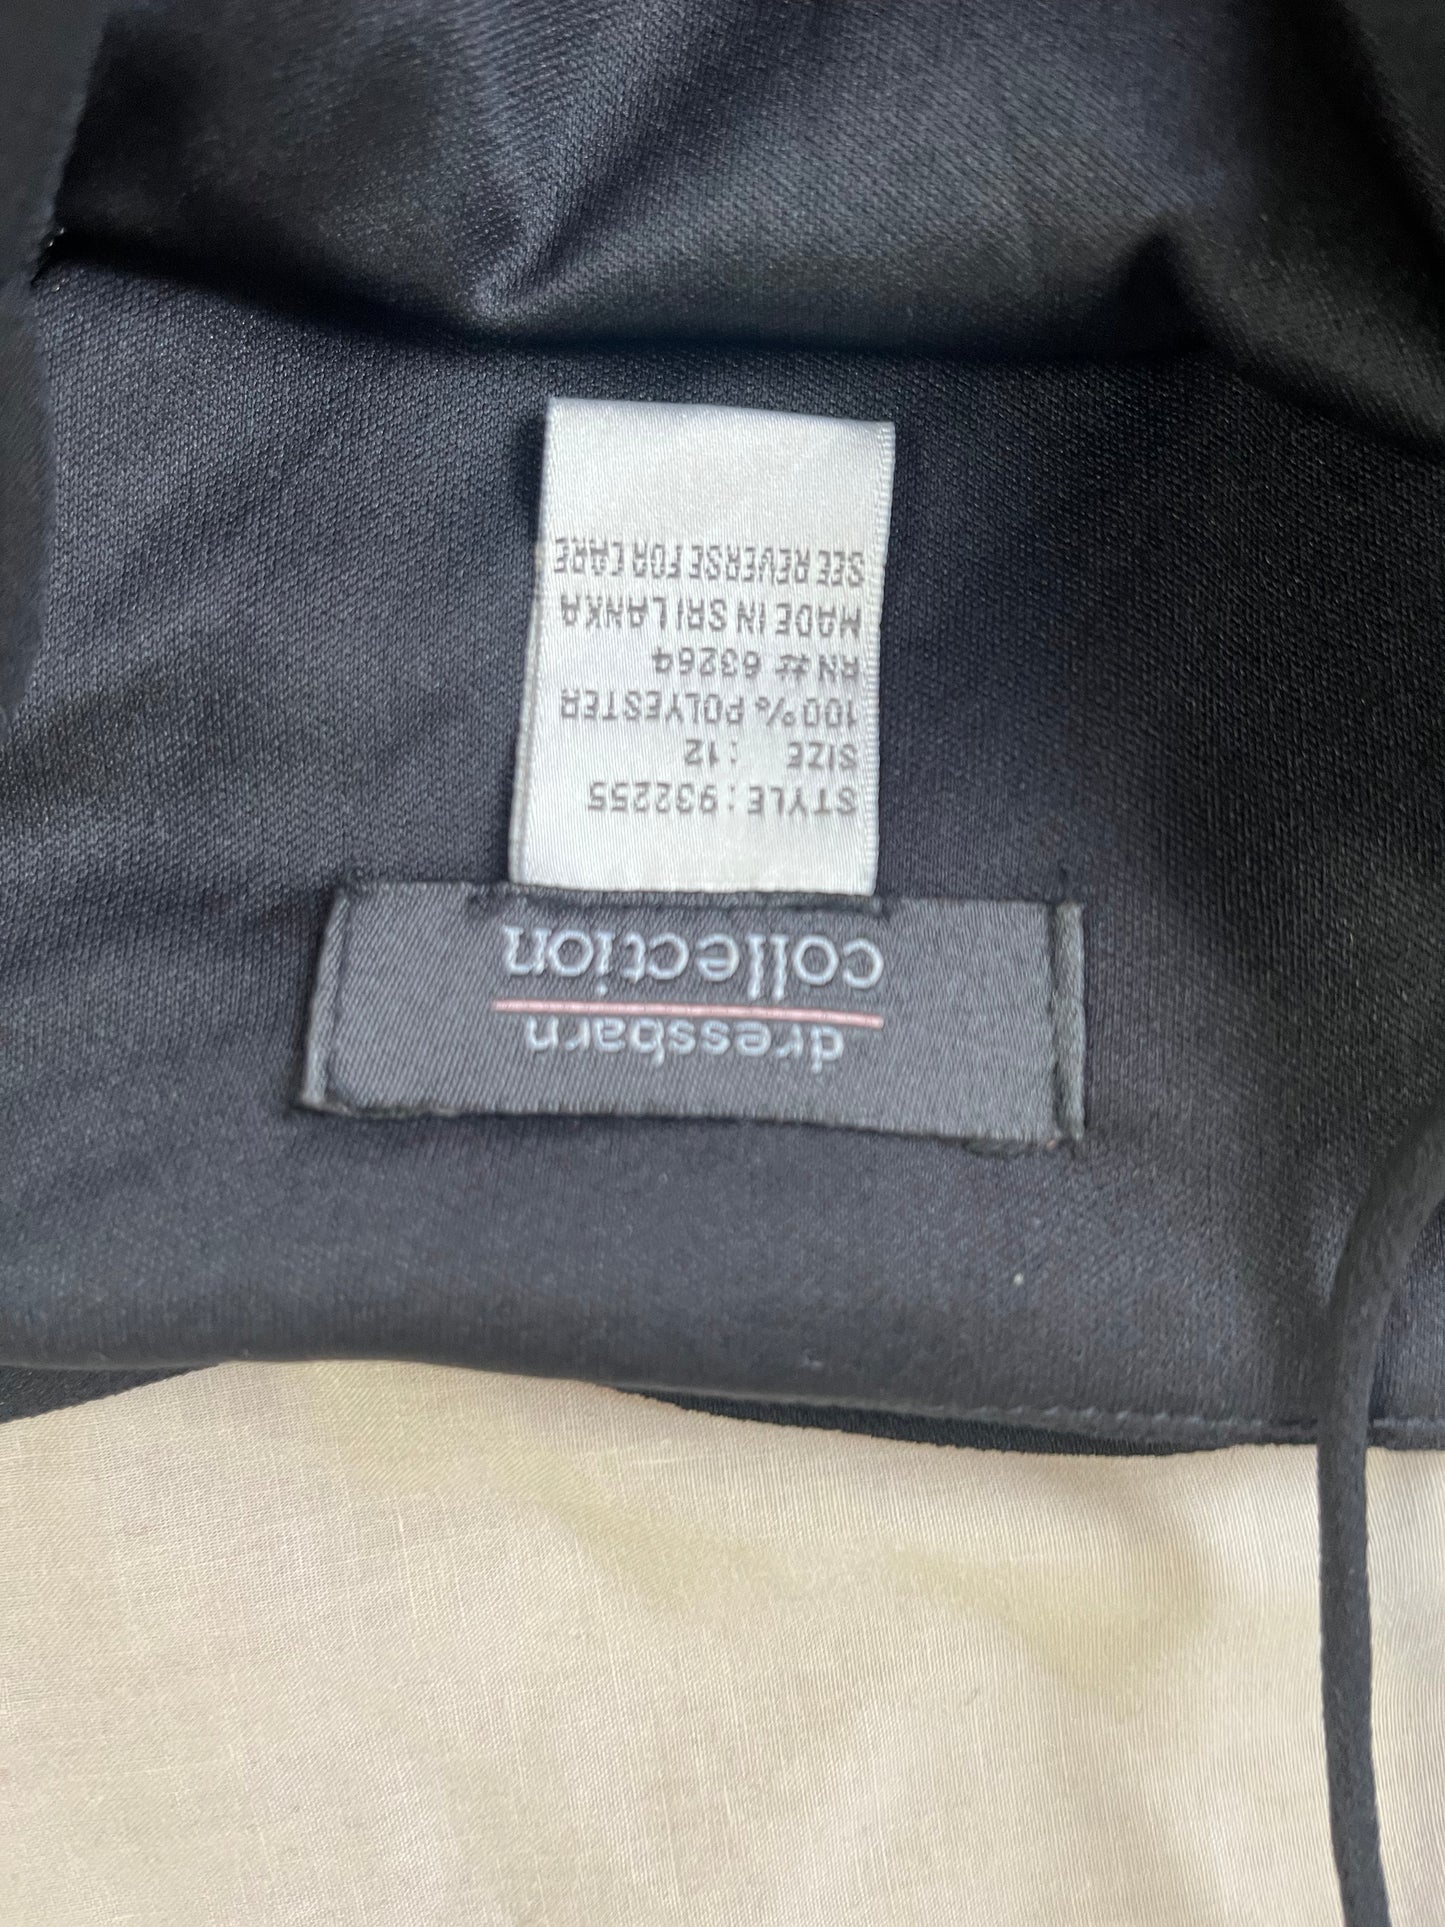 dressbarn
collection
STYLE : 932255
SIZE : 12
100% POLYESTER
RN # 63264
MADE IN SRI LANKA
SEE REVERSE FOR CARE